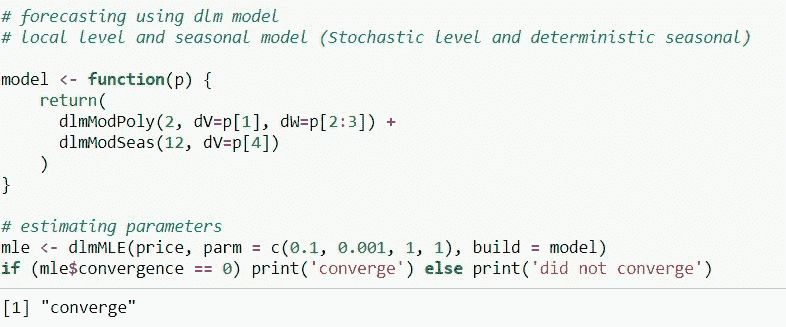 # forecasting using dlm model
# local level and seasonal model (Stochastic level and deterministic seasonal)
model <- function(p) {
return(
dlmModPoly(2, dV=p[1], dW=p[2:3]) +
dlmModSeas(12, dV=p[4])
)
}
# estimating parameters
mle <- dlmMLE(price, parm = c(0.1, 0.001, 1, 1), build = model)
if (mle$convergence == 0) print('converge') else print('did not converge')
[1] "converge"